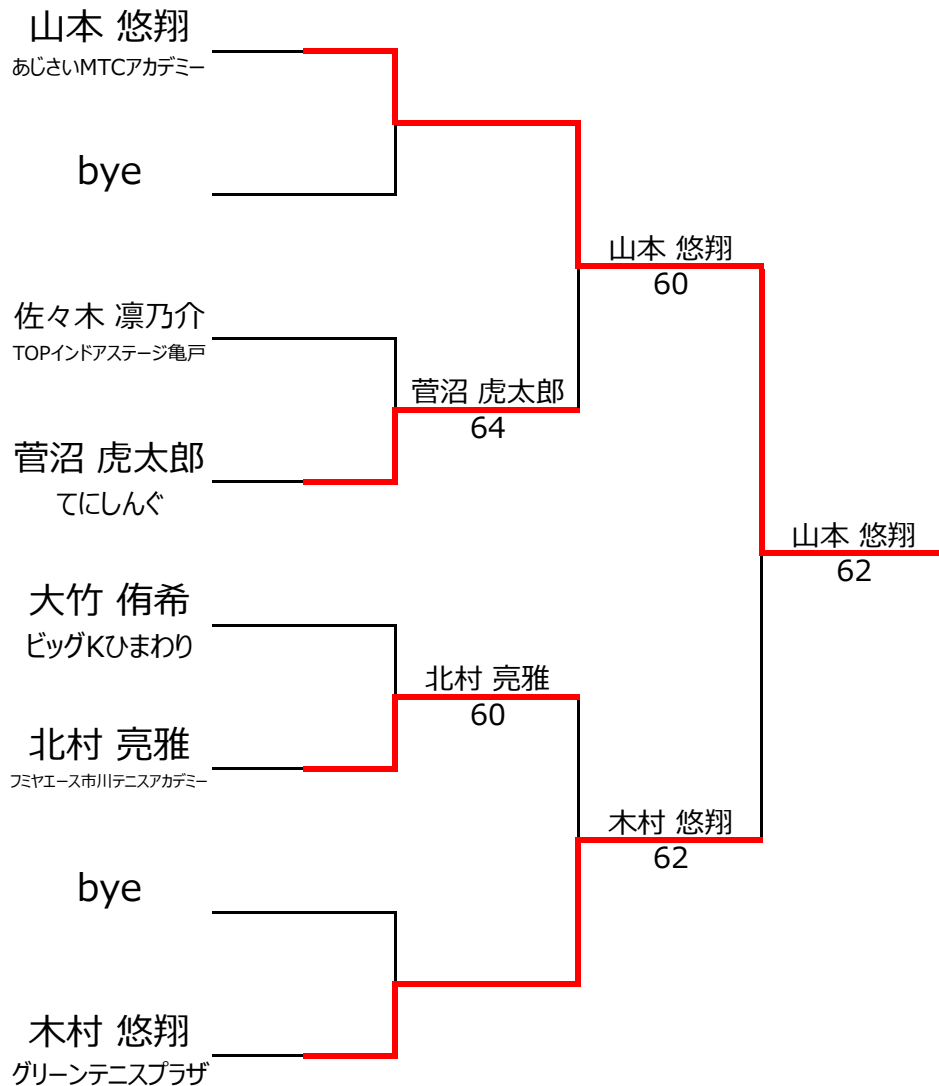 山本 悠翔
あじさいMTCアカデミー
bye
佐々木 凛乃介
TOPインドアステージ亀戸
菅沼 虎太郎
てにしんぐ
大竹 侑希
ビッグKひまわり
北村 亮雅
フミヤエース市川テニスアカデミー
bye
木村 悠翔
グリーンテニスプラザ
菅沼 虎太郎
64
北村 亮雅
60
山本 悠翔
60
木村 悠翔
62
山本 悠翔
62